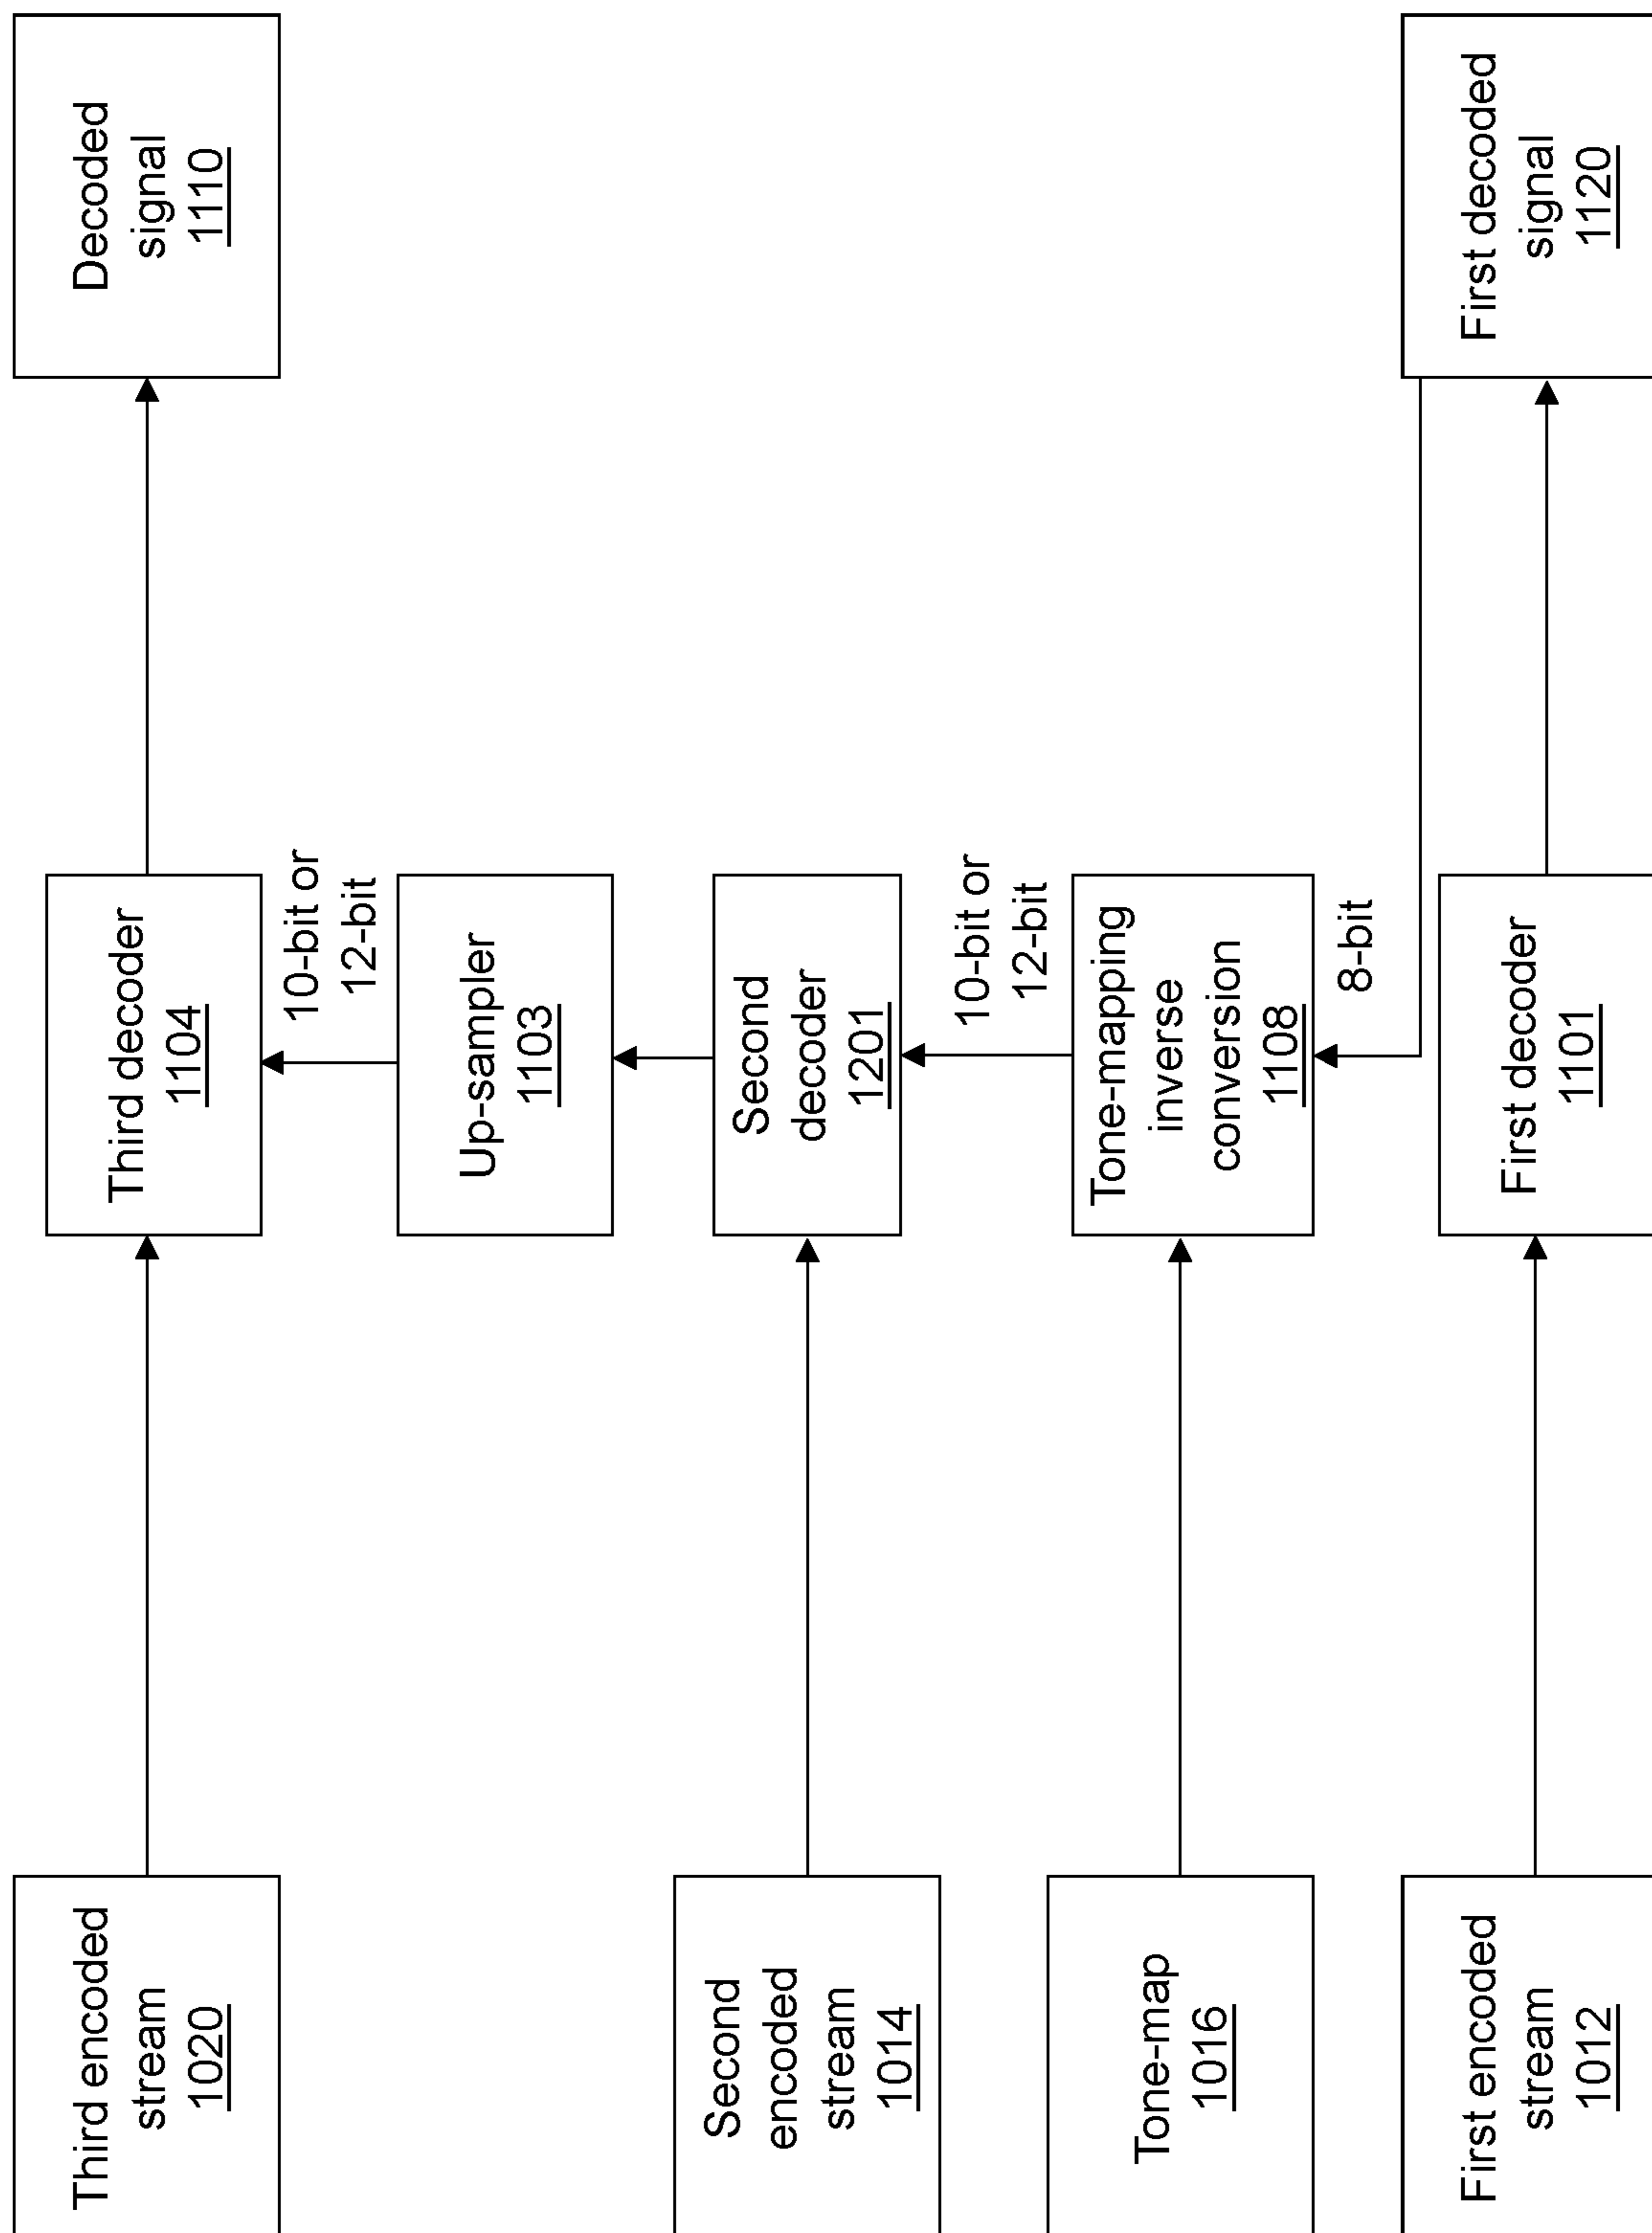 Third encoded
stream
1020
Third decoder
1104
Decoded
signal
1110
10-bit or
12-bit
Up-sampler
1103
Second
encoded
stream
1014
Second
decoder
1201
10-bit or
12-bit
Tone-map
1016
Tone-mapping
inverse
conversion
1108
8-bit
First encoded
stream
1012
First decoder
1101
First decoded
signal
1120